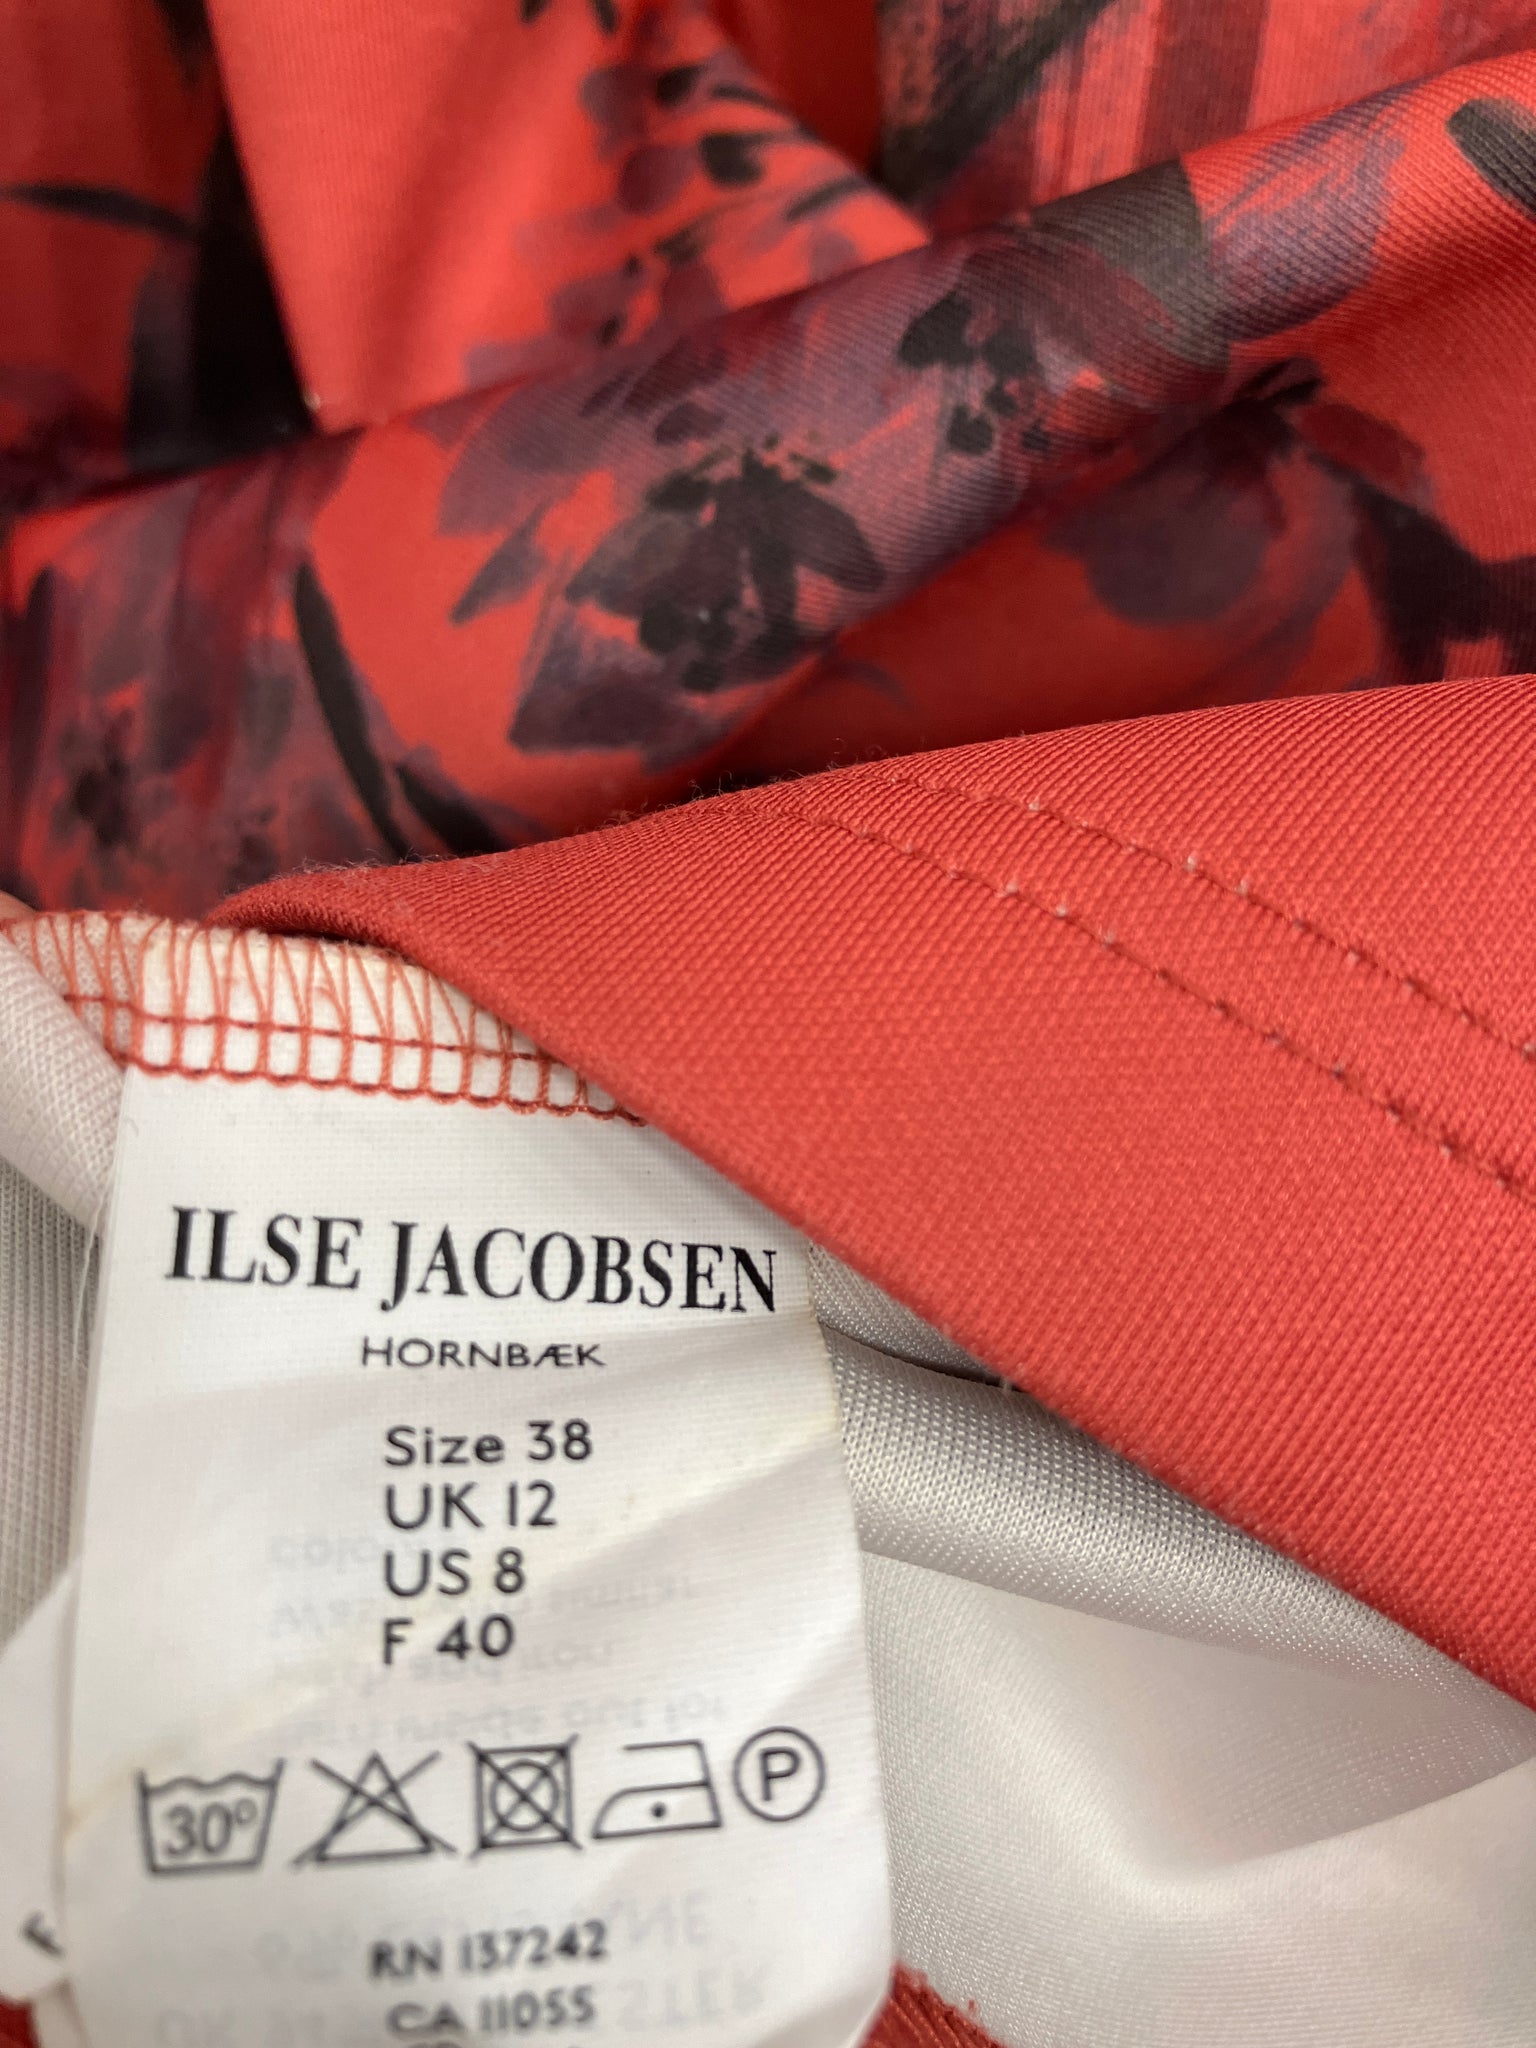 ILSE JACOBSEN
HORNBÆK
Size 38
UK 12
US 8
F 40
30°
P
RN 137242
CA 11055